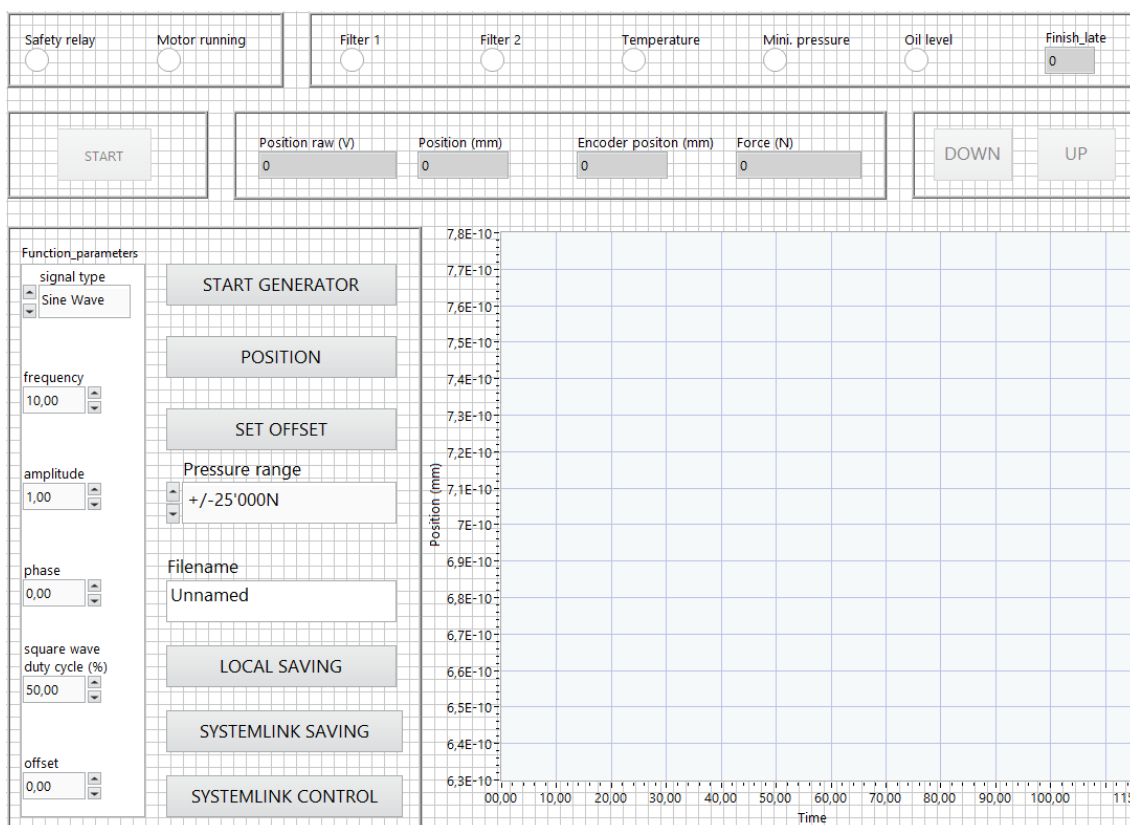 Safety relay
Motor running
Filter 1
Filter 2
Temperature
Mini. pressure
Oil level
Finish_late
0
START
Position raw (V)
0
Position (mm)
0
Encoder positon (mm)
0
Force (N)
0
DOWN
UP
Function_parameters
signal type
Sine Wave
frequency
10,00
amplitude
1,00
phase
0,00
square wave
duty cycle (%)
50,00
offset
0,00
START GENERATOR
POSITION
SET OFFSET
Pressure range
+/-25'000N
Filename
Unnamed
LOCAL SAVING
SYSTEMLINK SAVING
SYSTEMLINK CONTROL
Position (mm)
7,8E-10
7,7E-10
7,6E-10
7,5E-10
7,4E-10
7,3E-10
7,2E-10
7,1E-10
7E-10
6,9E-10
6,8E-10
6,7E-10
6,6E-10
6,5E-10
6,4E-10
6,3E-10
00,00 10,00 20,00 30,00 40,00 50,00 60,00 70,00 80,00 90,00 100,00
Time